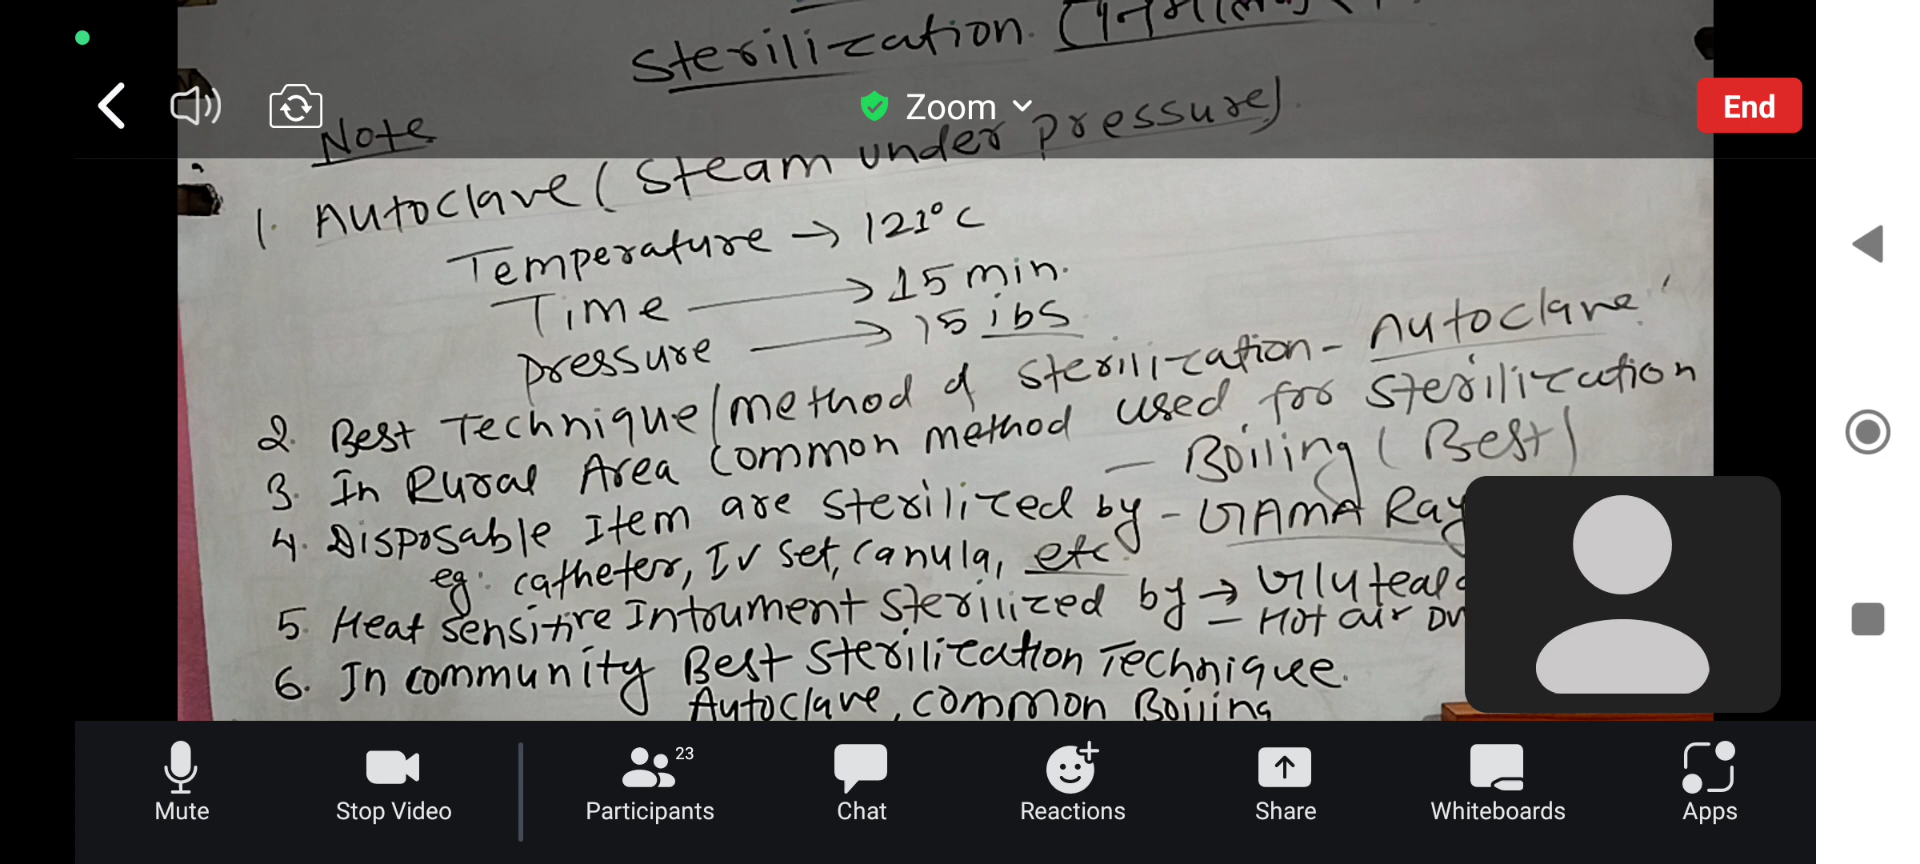 Sterilization.
Zoom
End
Note
1. Autoclave (Steam under pressure).
Temperature → 121°C
Time → 15 min.
pressure → 15 ibs
2. Best Technique/method of sterilization - Autoclave
3. In Rural Area common method used for sterilization
— Boiling (Best)
4. Disposable Item are sterilized by - GAMA Ray
eg: catheter, IV set, canula, etc
5. Heat sensitive Intrument sterilized by →
— Hot air
6. In community Best sterilization Technique.
Autoclave, common Boiling
23
Mute
Stop Video
Participants
Chat
Reactions
Share
Whiteboards
Apps